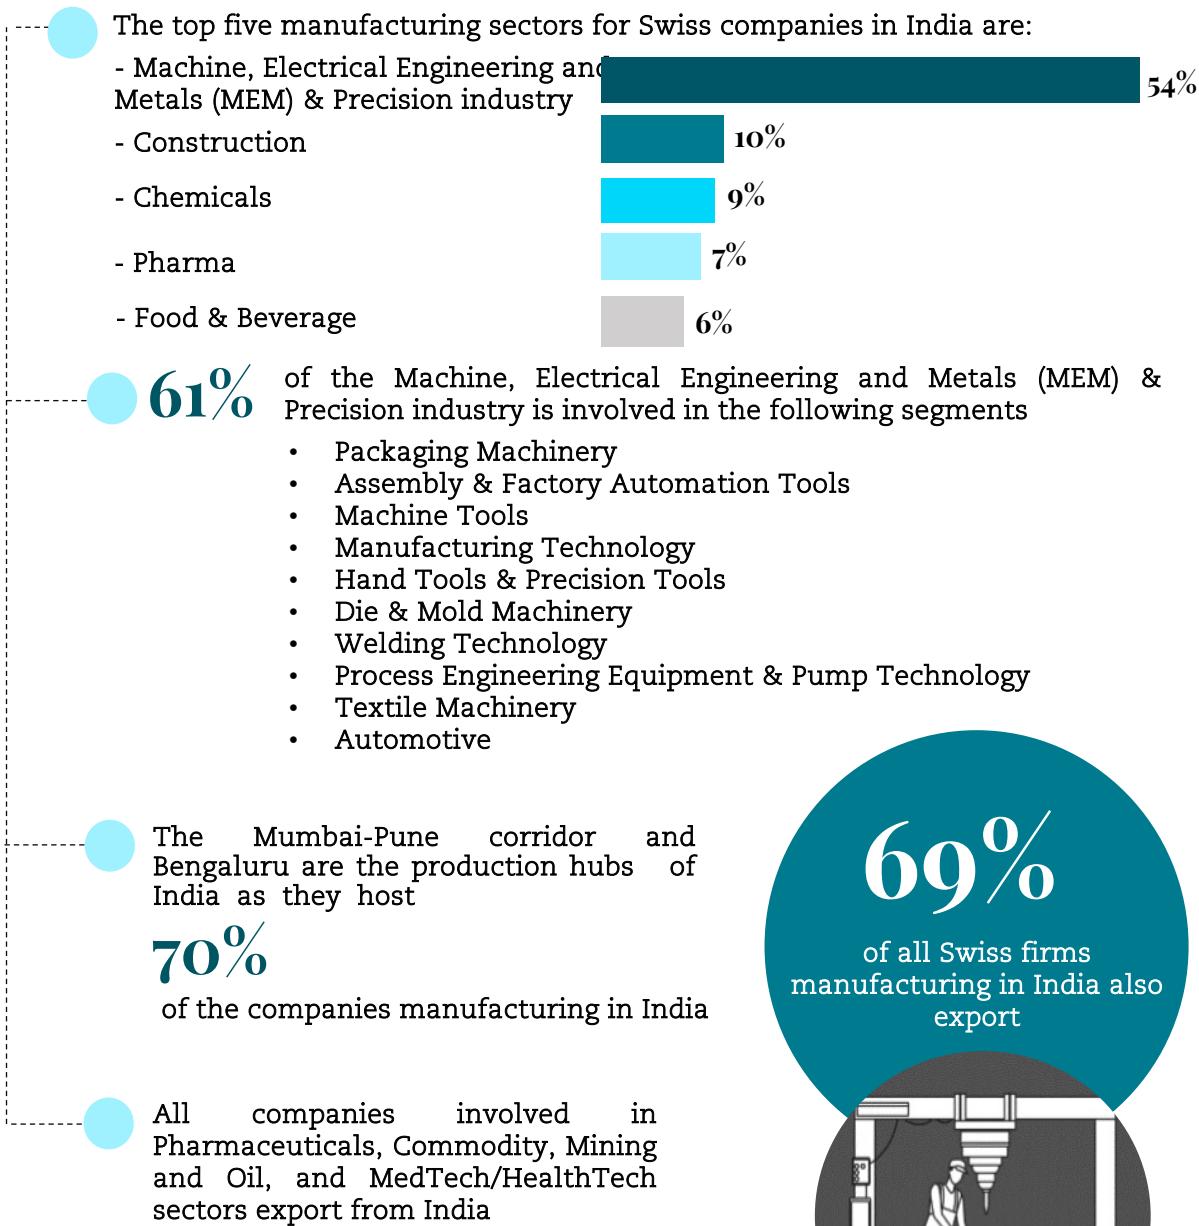 The top five manufacturing sectors for Swiss companies in India are:
- Machine, Electrical Engineering and
Metals (MEM) & Precision industry
54%
- Construction
10%
- Chemicals
9%
- Pharma
7%
- Food & Beverage
6%
61%
of the Machine, Electrical Engineering and Metals (MEM) &
Precision industry is involved in the following segments
• Packaging Machinery
• Assembly & Factory Automation Tools
• Machine Tools
• Manufacturing Technology
• Hand Tools & Precision Tools
• Die & Mold Machinery
• Welding Technology
• Process Engineering Equipment & Pump Technology
• Textile Machinery
• Automotive
The Mumbai-Pune corridor and
Bengaluru are the production hubs of
India as they host
70%
of the companies manufacturing in India
69%
of all Swiss firms
manufacturing in India also
export
All companies involved in
Pharmaceuticals, Commodity, Mining
and Oil, and MedTech/HealthTech
sectors export from India